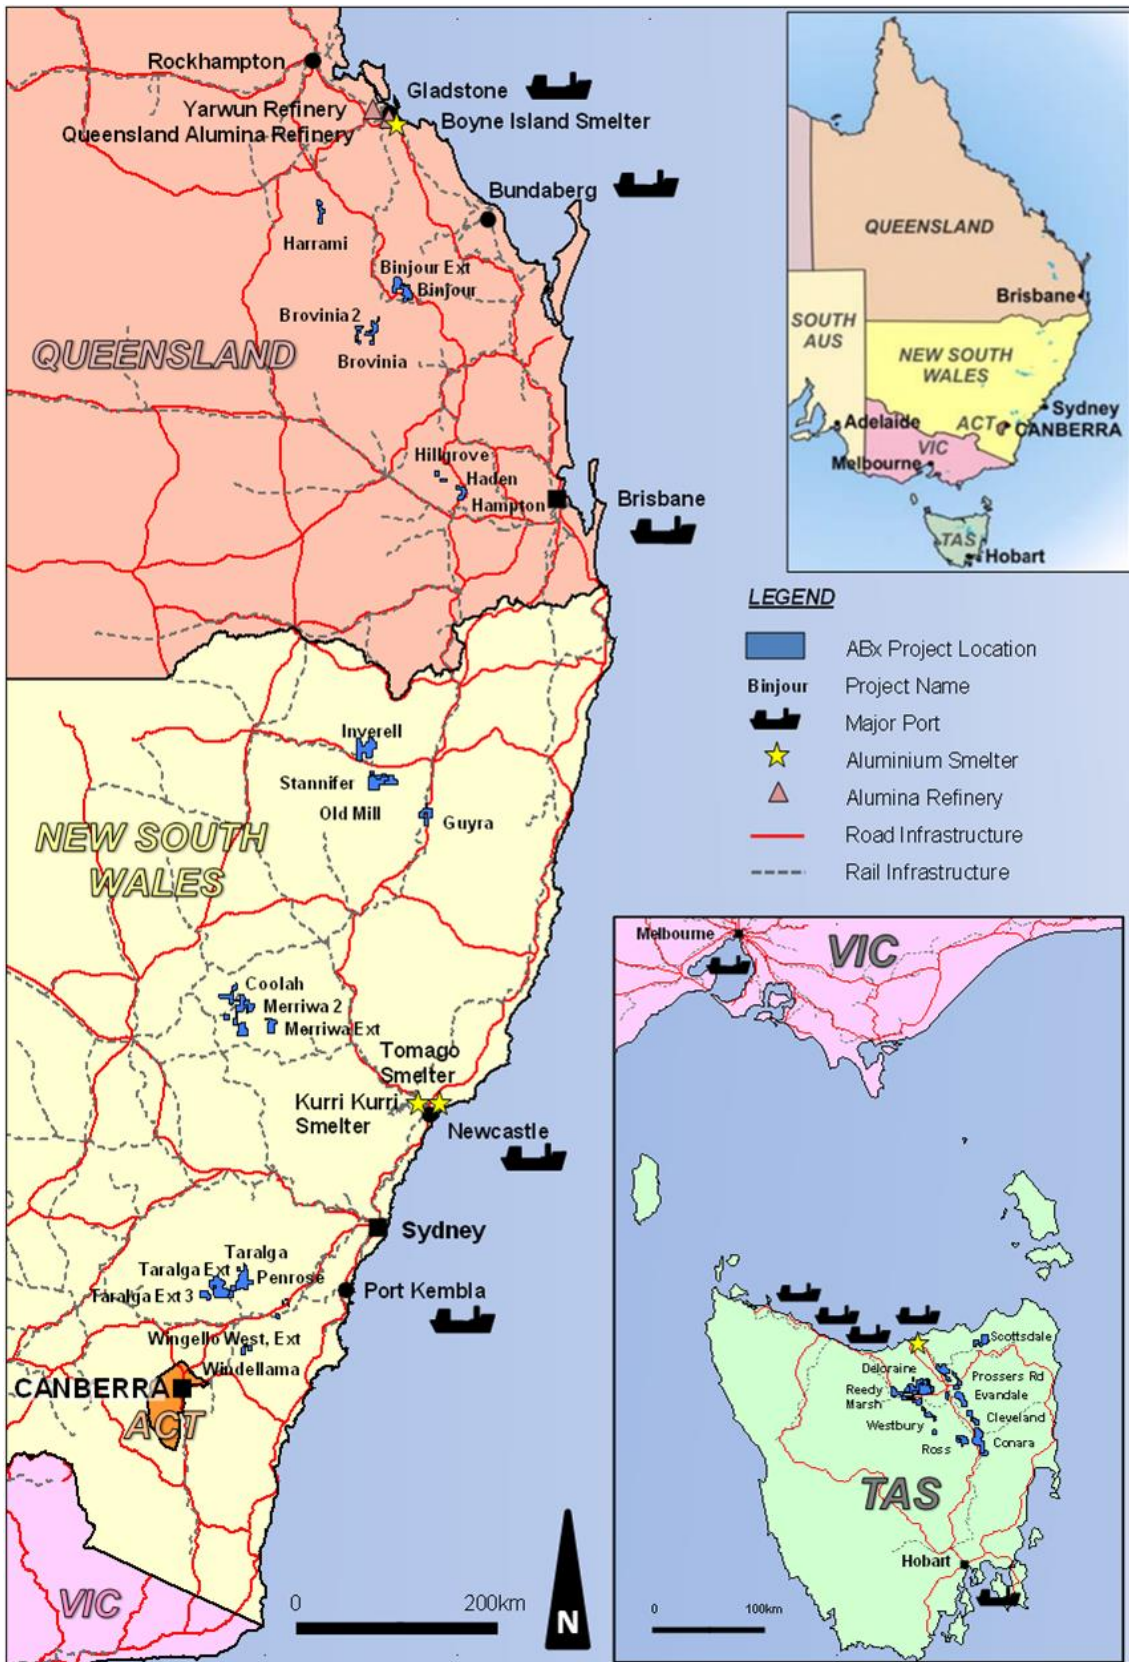 Rockhampton
Gladstone
Yarwun Refinery
Boyne Island Smelter
Queensland Alumina Refinery
Bundaberg
Harrami
Binjour Ext
Binjour
Brovinia 2
QUEENSLAND
Brovinia
Hillgrove
Haden
Hampton
Brisbane
Inverell
Stannifer
Old Mill
Guyra
NEW SOUTH
WALES
Coolah
Merriwa 2
Merriwa Ext
Tomago
Smelter
Kurri Kurri
Smelter
Newcastle
Sydney
Taralga
Taralga Ext
Penrose
Taralga Ext 3
Port Kembla
Wingello West, Ext
Windellama
CANBERRA
ACT
VIC
0
200km
N
QUEENSLAND
Brisbane
SOUTH
AUS
NEW SOUTH
WALES
Sydney
ACT
CANBERRA
Adelaide
VIC
Melbourne
TAS
Hobart
LEGEND
ABx Project Location
Binjour Project Name
Major Port
Aluminium Smelter
Alumina Refinery
Road Infrastructure
Rail Infrastructure
Melbourne
VIC
Scottsdale
Deloraine
Prossers Rd
Reedy
Marsh
Evandale
Westbury
Cleveland
Ross
Conara
TAS
Hobart
0
100km